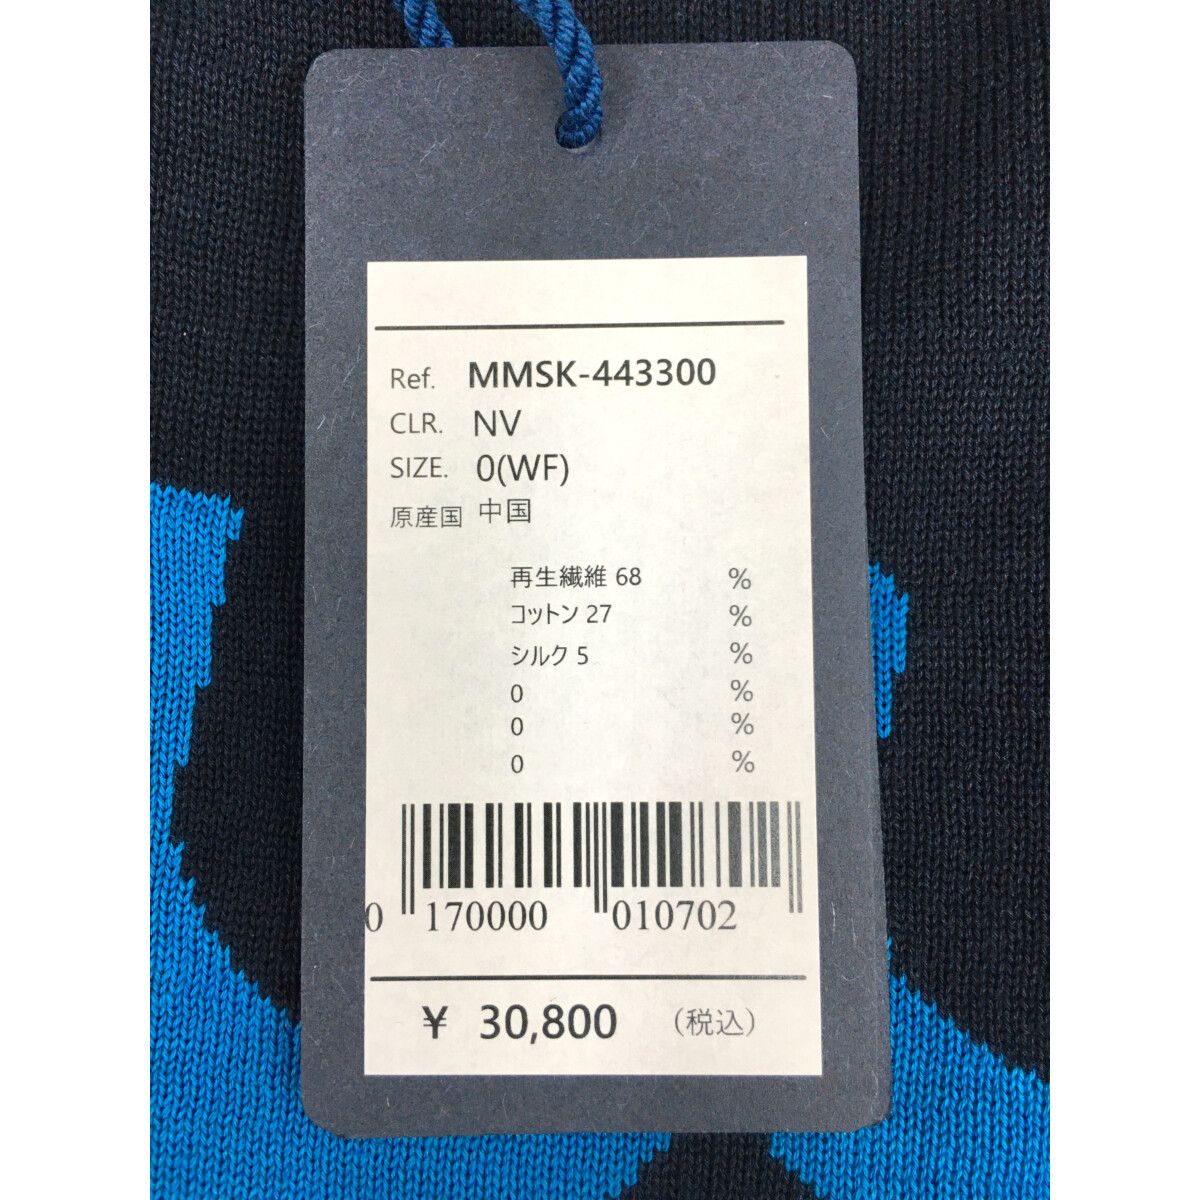 Ref. MMSK-443300
CLR. NV
SIZE. 0(WF)
原産国 中国
再生繊維 68 %
コットン 27 %
シルク 5 %
0 %
0 %
0 %
0 170000 010702
¥ 30,800 (税込)